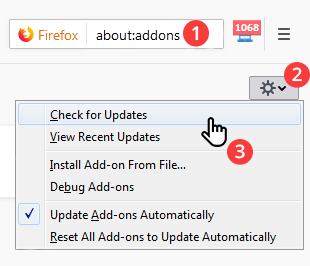 Firefox about:addons 1 1068
2
Check for Updates
View Recent Updates
3
Install Add-on From File...
Debug Add-ons
Update Add-ons Automatically
Reset All Add-ons to Update Automatically